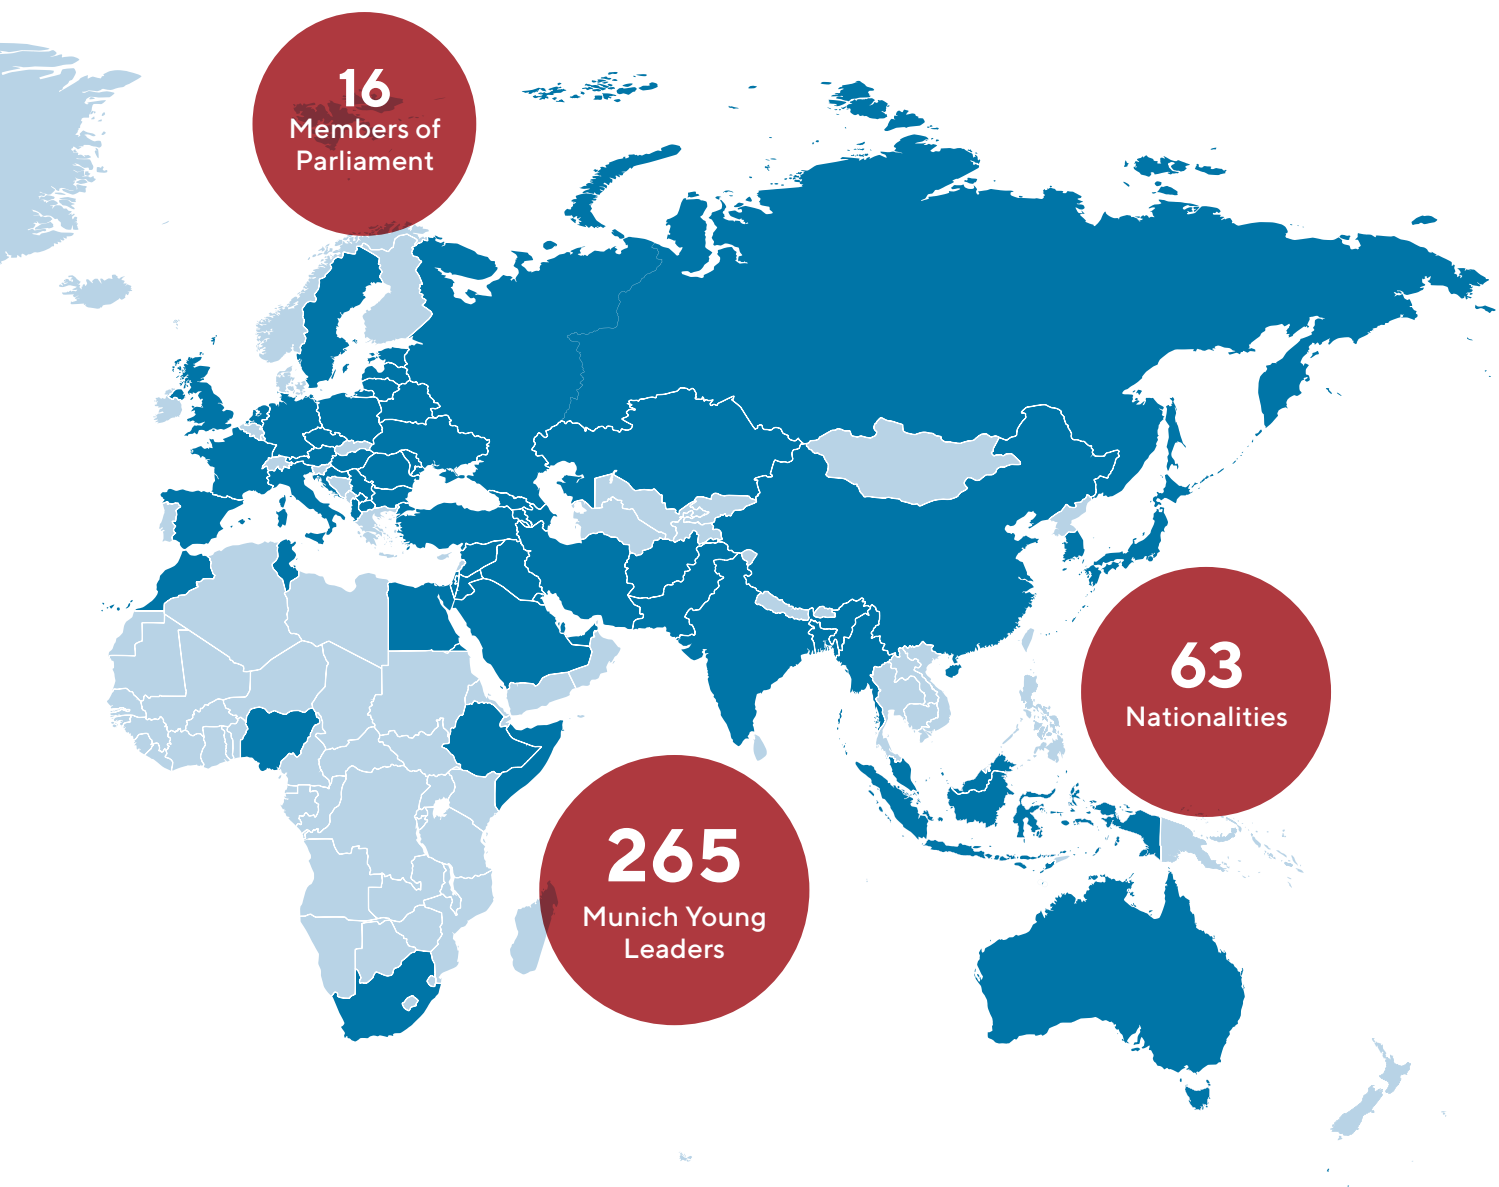 16
Members of
Parliament
63
Nationalities
265
Munich Young
Leaders